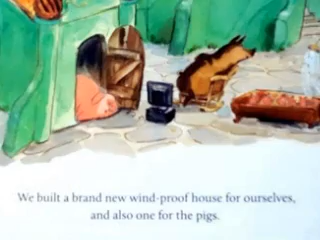 We built a brand new wind-proof house for ourselves,
and also one for the pigs.